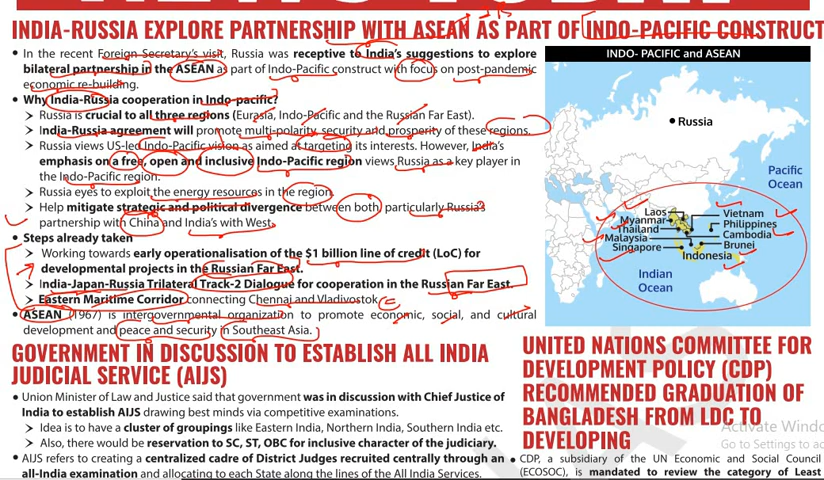 INDIA-RUSSIA EXPLORE PARTNERSHIP WITH ASEAN AS PART OF INDO-PACIFIC CONSTRUCT
• In the recent Foreign Secretary's visit, Russia was receptive to India's suggestions to explore
bilateral partnership in the ASEAN as part of Indo-Pacific construct with focus on post-pandemic
economic re-building.
• Why India-Russia cooperation in Indo-pacific?
➤ Russia is crucial to all three regions (Eurasia, Indo-Pacific and the Russian Far East).
➤ India-Russia agreement will promote multi-polarity, security and prosperity of these regions.
➤ Russia views US-led Indo-Pacific vision as aimed at targeting its interests. However, India's
emphasis on a free, open and inclusive Indo-Pacific region views Russia as a key player in
the Indo-Pacific region.
➤ Russia eyes to exploit the energy resources in the region.
➤ Help mitigate strategic and political divergence between both particularly Russia's
partnership with China and India's with West.
• Steps already taken
➤ Working towards early operationalisation of the $1 billion line of credit (LoC) for
developmental projects in the Russian Far East.
➤ India-Japan-Russia Trilateral Track-2 Dialogue for cooperation in the Russian Far East.
➤ Eastern Maritime Corridor connecting Chennai and Vladivostok
• ASEAN (1967) is intergovernmental organization to promote economic, social, and cultural
development and peace and security in Southeast Asia.
INDO- PACIFIC and ASEAN
Russia
Pacific
Ocean
Laos
Myanmar
Thailand
Malaysia
Singapore
Vietnam
Philippines
Cambodia
Brunei
Indonesia
Indian
Ocean
GOVERNMENT IN DISCUSSION TO ESTABLISH ALL INDIA
JUDICIAL SERVICE (AIJS)
• Union Minister of Law and Justice said that government was in discussion with Chief Justice of
India to establish AIJS drawing best minds via competitive examinations.
➤ Idea is to have a cluster of groupings like Eastern India, Northern India, Southern India etc.
➤ Also, there would be reservation to SC, ST, OBC for inclusive character of the judiciary.
• AIJS refers to creating a centralized cadre of District Judges recruited centrally through an
all-India examination and allocating to each State along the lines of the All India Services.
UNITED NATIONS COMMITTEE FOR
DEVELOPMENT POLICY (CDP)
RECOMMENDED GRADUATION OF
BANGLADESH FROM LDC TO
DEVELOPING
Activate Windo
Go to Settings to ac
• CDP, a subsidiary of the UN Economic and Social Council
(ECOSOC), is mandated to review the category of Least